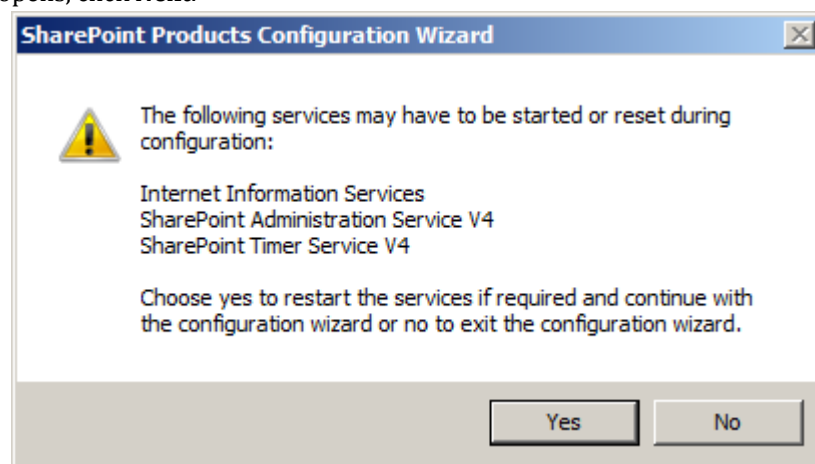 SharePoint Products Configuration Wizard
The following services may have to be started or reset during
configuration:
Internet Information Services
SharePoint Administration Service V4
SharePoint Timer Service V4
Choose yes to restart the services if required and continue with
the configuration wizard or no to exit the configuration wizard.
Yes No